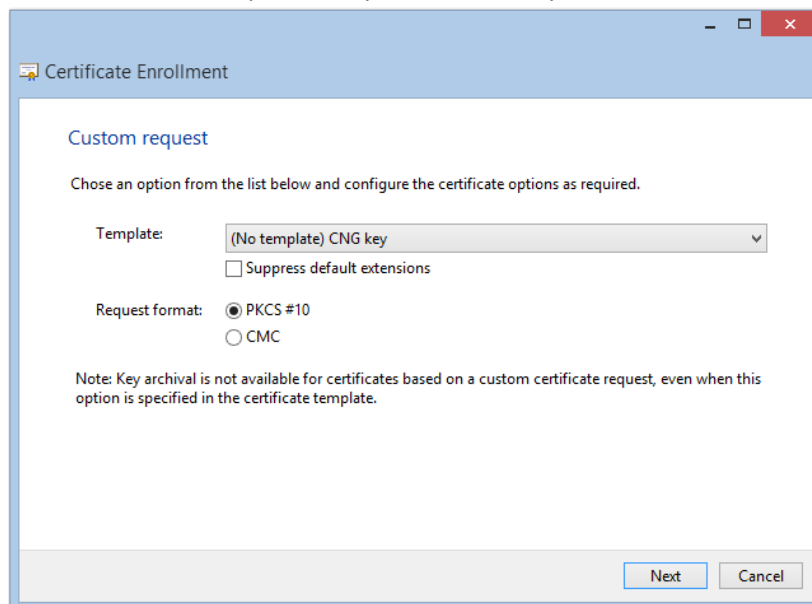 Certificate Enrollment
Custom request
Chose an option from the list below and configure the certificate options as required.
Template:
(No template) CNG key
Suppress default extensions
Request format:
PKCS #10
CMC
Note: Key archival is not available for certificates based on a custom certificate request, even when this
option is specified in the certificate template.
Next
Cancel